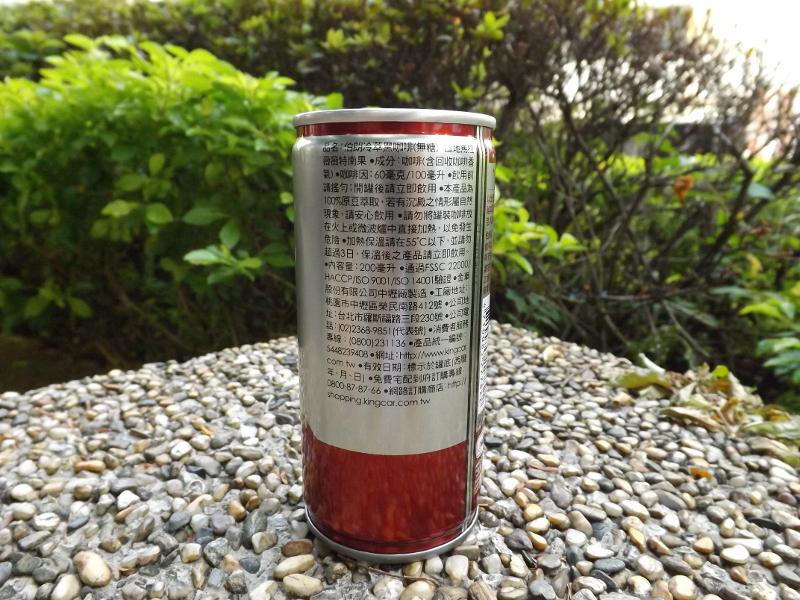 品名:伯朗冷萃黑咖啡(無糖)
薇薇特南果 •成分:咖啡(含回收咖啡香
氣) •咖啡因:60毫克/100毫升 •飲用前
請搖勻;開罐後請立即飲用 •本產品為
100%原豆萃取,若有沉澱之情形屬自然
現象,請安心飲用 •請勿將罐裝咖啡放
在火上或微波爐中直接加熱,以免發生
危險 •加熱保溫請在55℃以下,並請勿
超過3日,保溫後之產品請立即飲用
•內容量:200毫升 •通過FSSC 22000/
HACCP/ISO 9001/ISO 14001驗證 •金車
股份有限公司中壢廠製造 •工廠地址:
桃園市中壢區榮民南路412號 •公司地
址:台北市羅斯福路三段230號 •公司電
話:(02)2368-9851(代表號) •消費者服務
專線:(0800)231136 •產品統一編號:
5448239408 •網址:http://www.kingcar.
com.tw •有效日期:標示於罐底(西曆
年.月.日) •免費宅配到府訂購專線:
0800-87-87-66 •網路訂購商店:http://
shopping.kingcar.com.tw